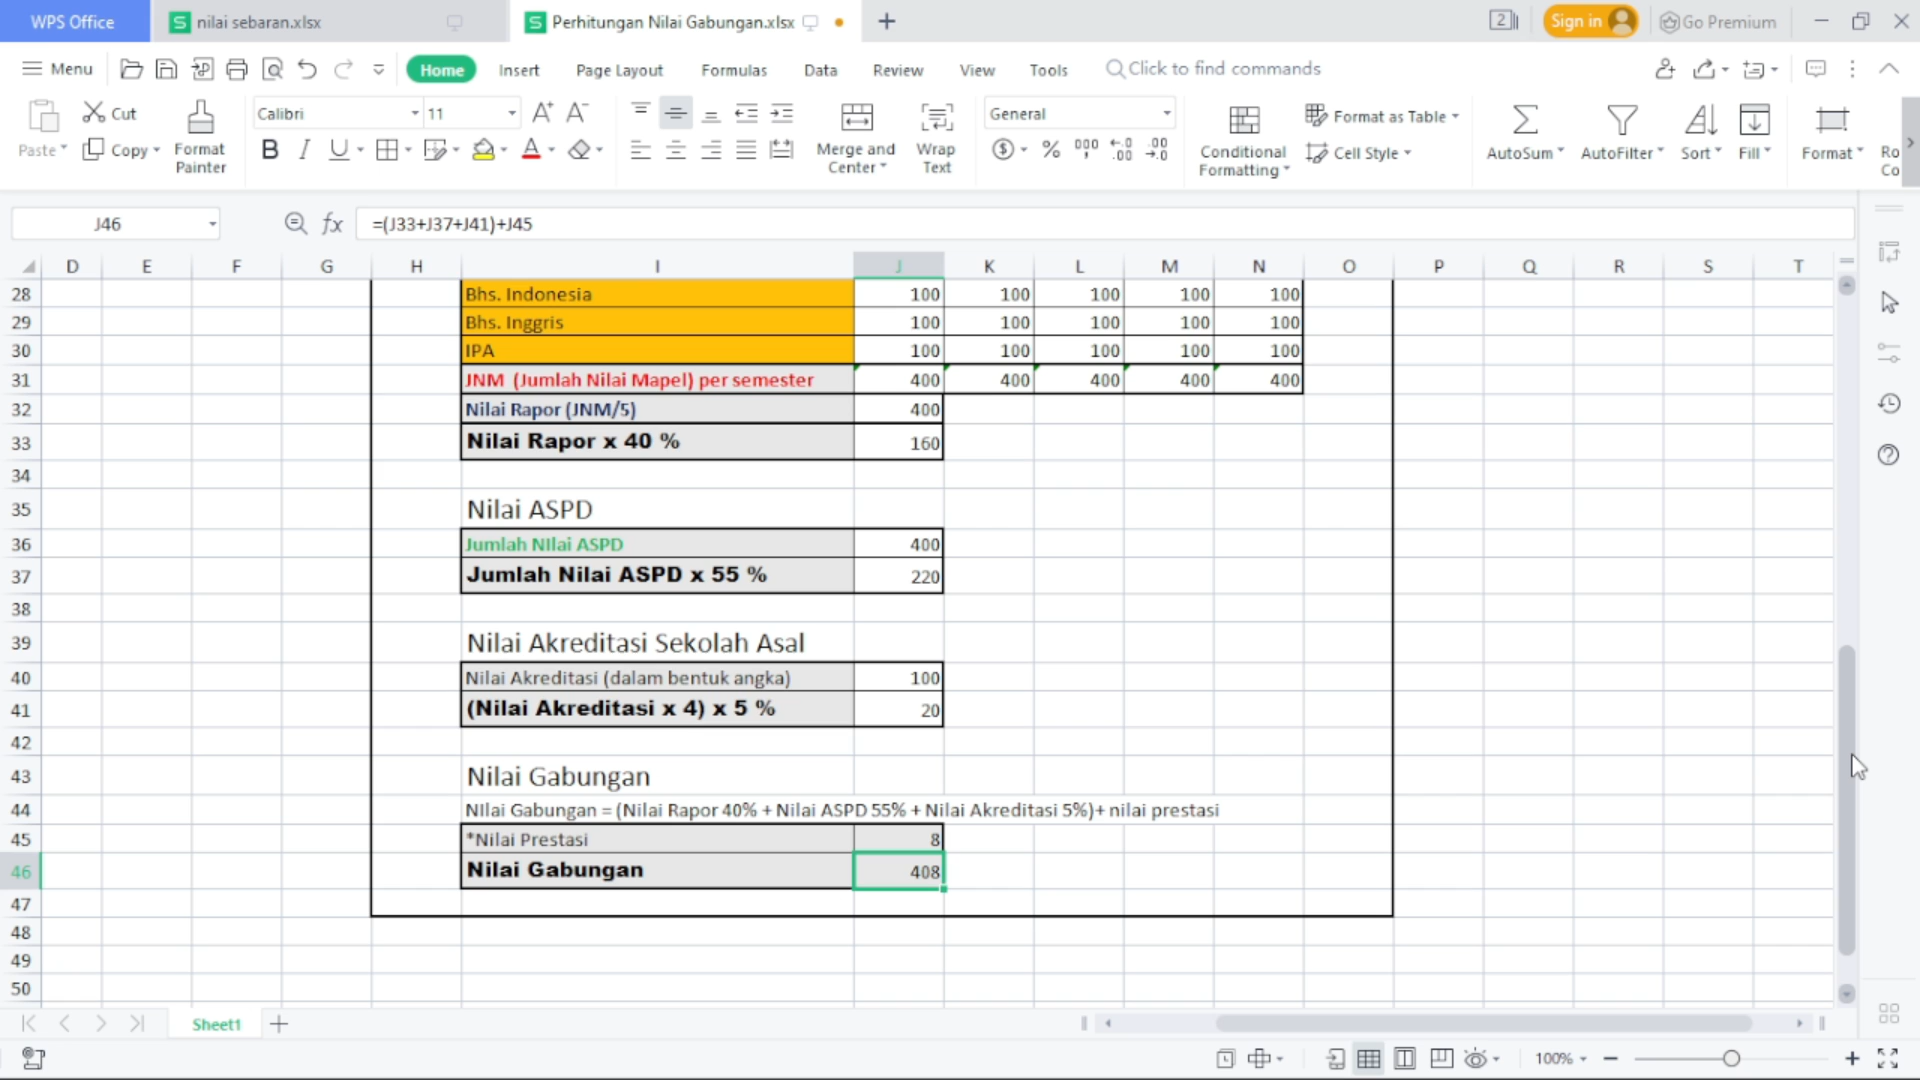 WPS Office nilai sebaran.xlsx Perhitungan Nilai Gabungan.xlsx 2 Sign in Go Premium
Menu Home Insert Page Layout Formulas Data Review View Tools Click to find commands
Paste Cut Copy Format Painter Calibri 11 General Merge and Center Wrap Text Conditional Formatting Format as Table Cell Style AutoSum AutoFilter Sort Fill Format Ro Co
J46 fx =(J33+J37+J41)+J45
D E F G H I J K L M N O P Q R S T
28 Bhs. Indonesia 100 100 100 100 100
29 Bhs. Inggris 100 100 100 100 100
30 IPA 100 100 100 100 100
31 JNM (Jumlah Nilai Mapel) per semester 400 400 400 400 400
32 Nilai Rapor (JNM/5) 400
33 Nilai Rapor x 40 % 160
34
35 Nilai ASPD
36 Jumlah NIlai ASPD 400
37 Jumlah Nilai ASPD x 55 % 220
38
39 Nilai Akreditasi Sekolah Asal
40 Nilai Akreditasi (dalam bentuk angka) 100
41 (Nilai Akreditasi x 4) x 5 % 20
42
43 Nilai Gabungan
44 NIlai Gabungan = (Nilai Rapor 40% + Nilai ASPD 55% + Nilai Akreditasi 5%)+ nilai prestasi
45 *Nilai Prestasi 8
46 Nilai Gabungan 408
47
48
49
50
Sheet1
100%